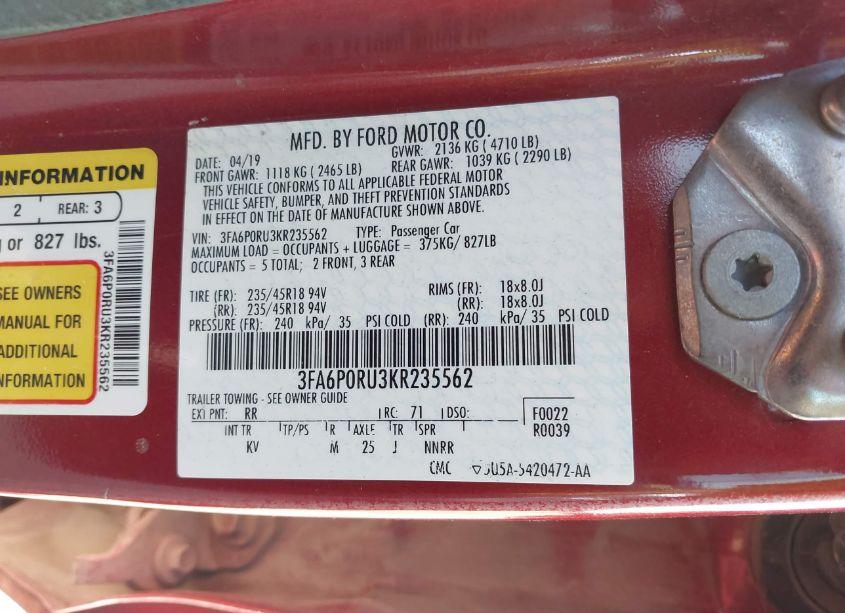 INFORMATION
2 REAR: 3
or 827 lbs.
SEE OWNERS
MANUAL FOR
ADDITIONAL
INFORMATION
3FA6P0RU3KR235562
MFD. BY FORD MOTOR CO.
DATE: 04/19 GVWR: 2136 KG ( 4710 LB)
FRONT GAWR: 1118 KG ( 2465 LB) REAR GAWR: 1039 KG ( 2290 LB)
THIS VEHICLE CONFORMS TO ALL APPLICABLE FEDERAL MOTOR
VEHICLE SAFETY, BUMPER, AND THEFT PREVENTION STANDARDS
IN EFFECT ON THE DATE OF MANUFACTURE SHOWN ABOVE.
VIN: 3FA6P0RU3KR235562 TYPE: Passenger Car
MAXIMUM LOAD = OCCUPANTS + LUGGAGE = 375KG/ 827LB
OCCUPANTS = 5 TOTAL; 2 FRONT, 3 REAR
TIRE (FR): 235/45R18 94V RIMS (FR): 18x8.0J
(RR): 235/45R18 94V (RR): 18x8.0J
PRESSURE (FR): 240 kPa/ 35 PSI COLD (RR): 240 kPa/ 35 PSI COLD
3FA6P0RU3KR235562
TRAILER TOWING - SEE OWNER GUIDE
EXT PNT: RR RC: 71 DSO: F0022
INT TR TP/PS R AXLE TR SPR R0039
KV M 25 J NNRR
CMC 5U5A-5420472-AA